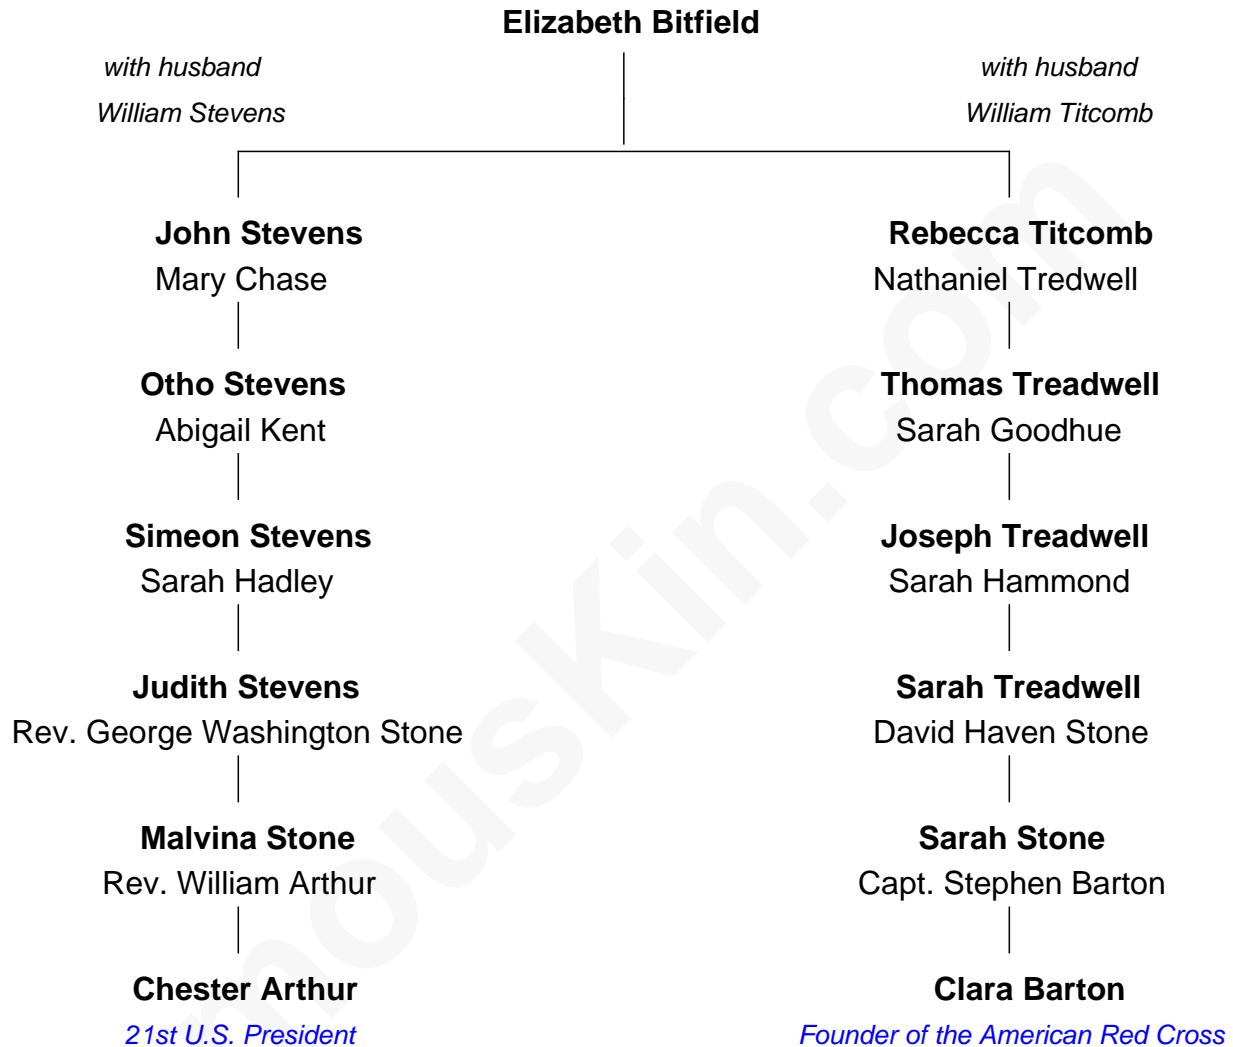 Elizabeth Bitfield
with husband
William Stevens
with husband
William Titcomb
John Stevens
Mary Chase
Rebecca Titcomb
Nathaniel Tredwell
Otho Stevens
Abigail Kent
Thomas Treadwell
Sarah Goodhue
Simeon Stevens
Sarah Hadley
Joseph Treadwell
Sarah Hammond
Judith Stevens
Rev. George Washington Stone
Sarah Treadwell
David Haven Stone
Malvina Stone
Rev. William Arthur
Sarah Stone
Capt. Stephen Barton
Chester Arthur
21st U.S. President
Clara Barton
Founder of the American Red Cross
mousKin.com